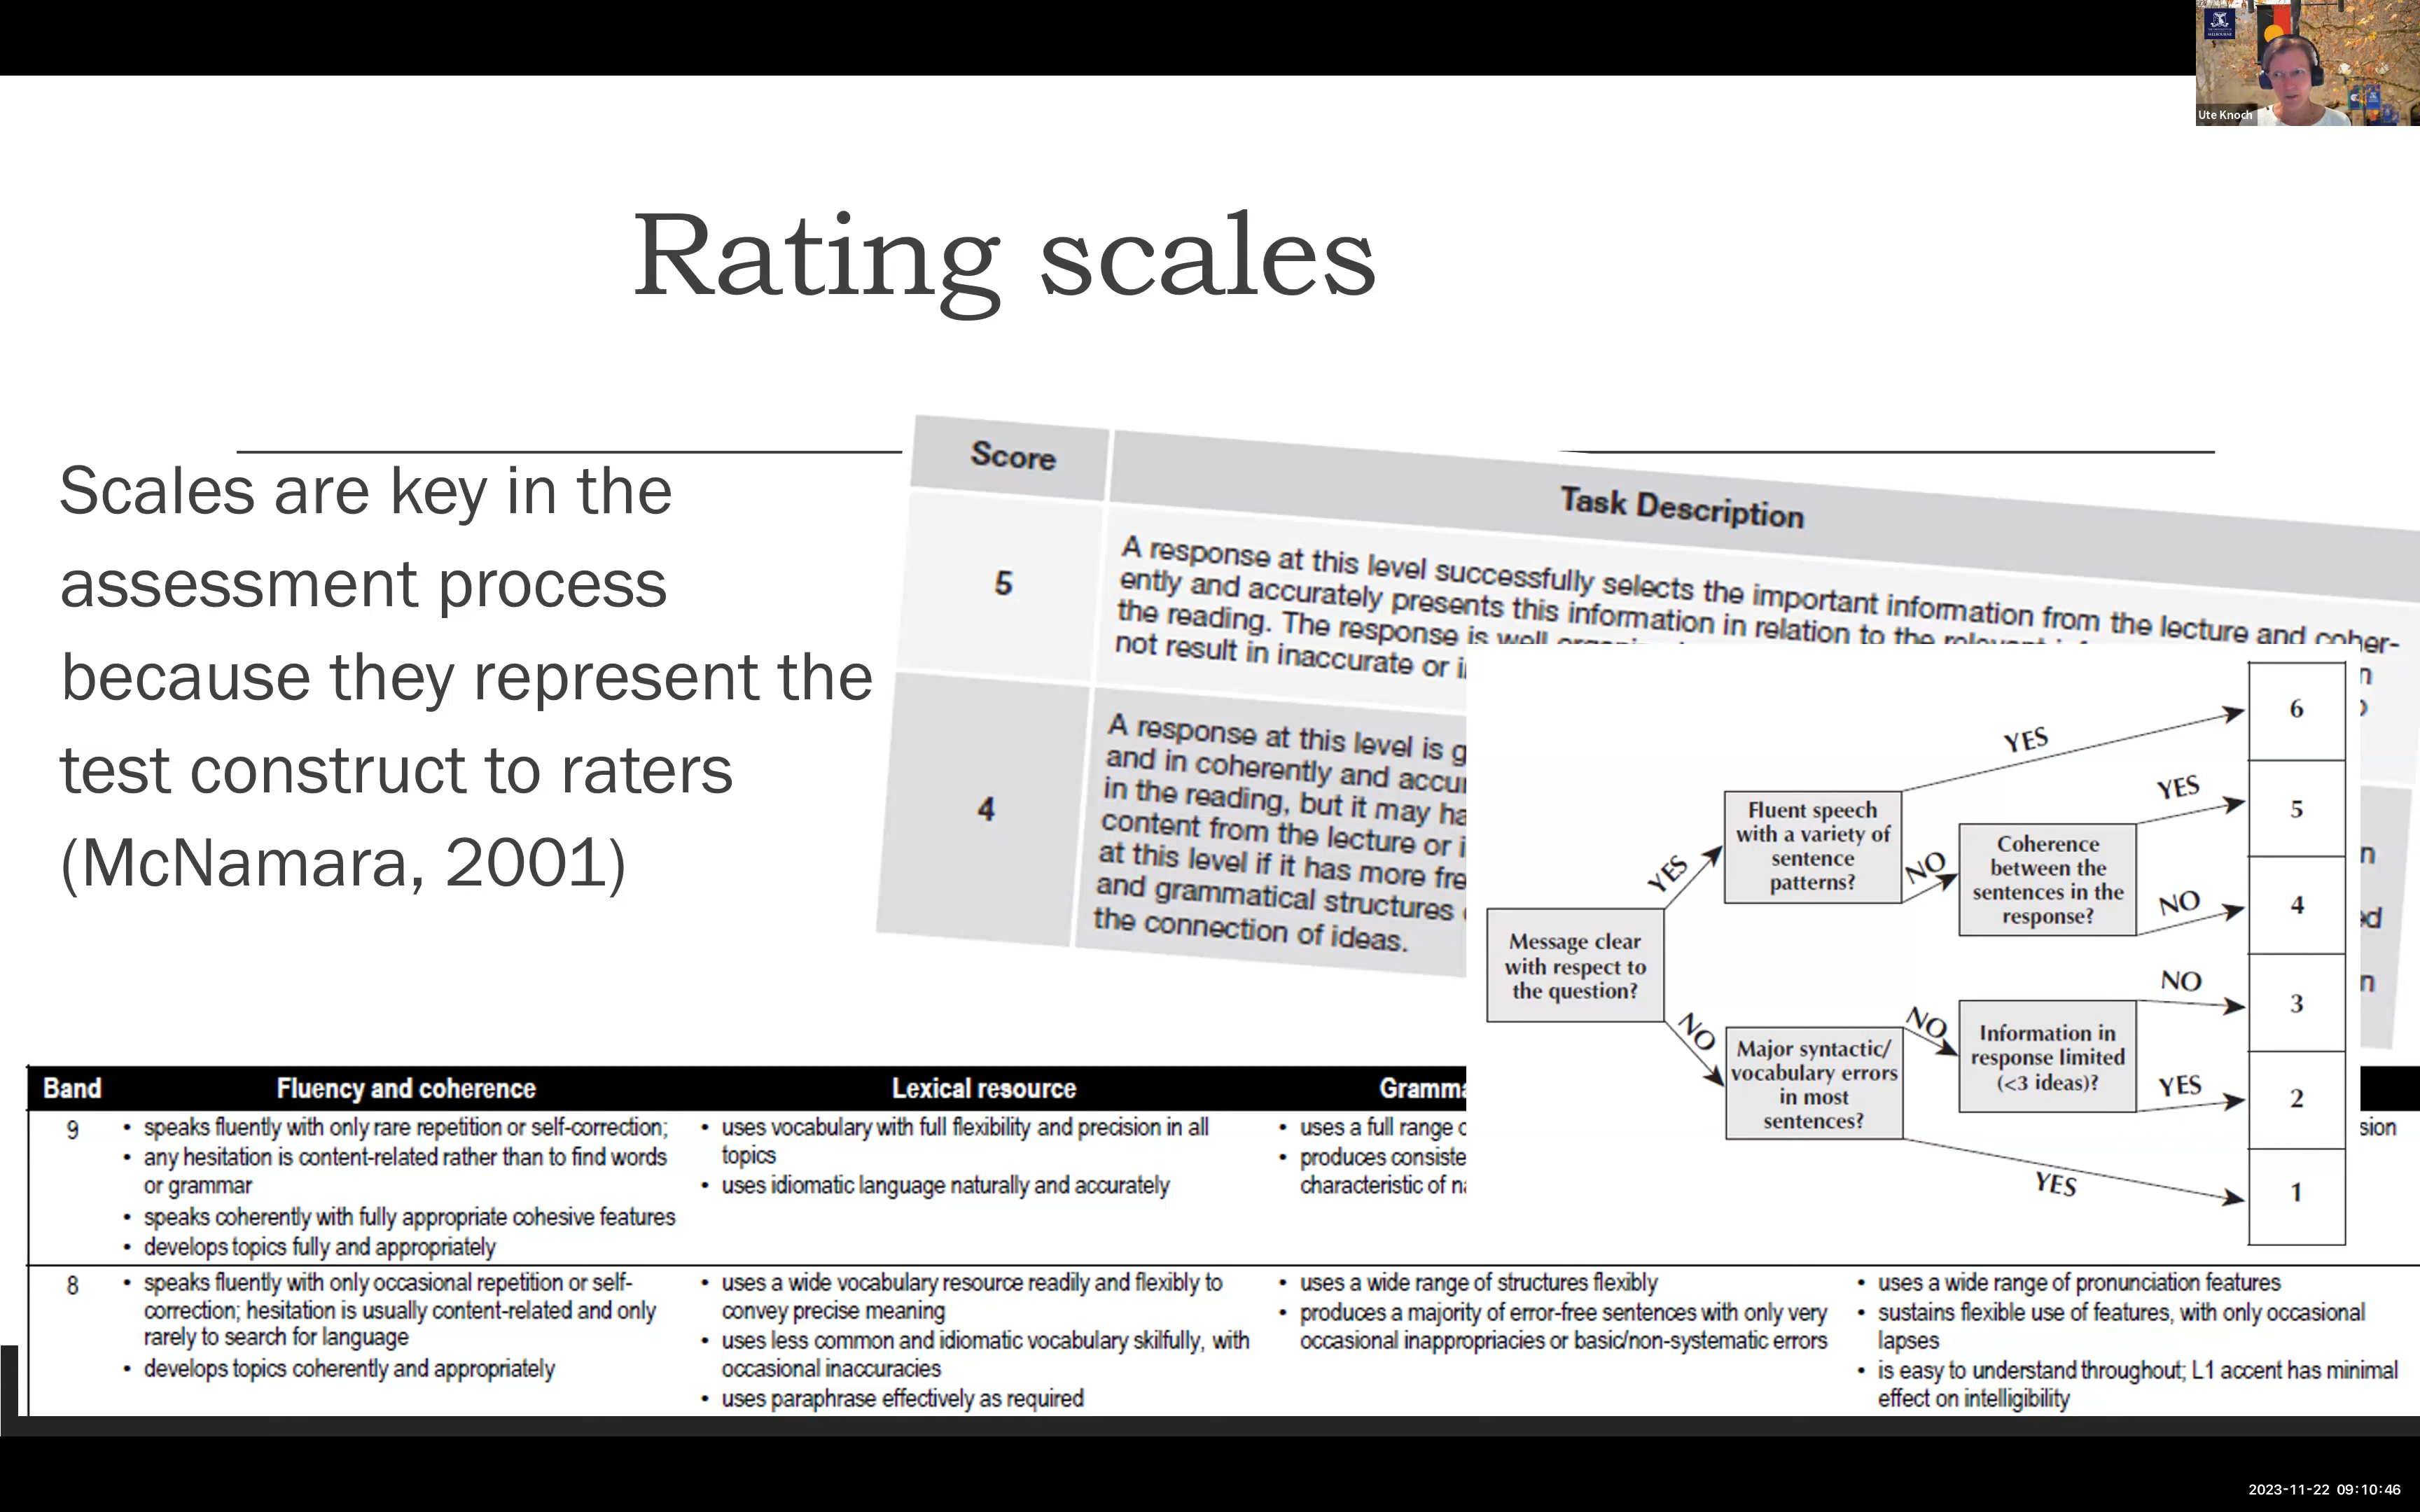 Ute Knoch
Rating scales
Scales are key in the
assessment process
because they represent the
test construct to raters
(McNamara, 2001)
Score
Task Description
5
A response at this level successfully selects the important information from the lecture and coher-
ently and accurately presents this information in relation to the
the reading. The response is well
not result in inaccurate or
4
A response at this level is
and in coherently and
in the reading, but it may
content from the lecture or
at this level if it has more
and grammatical structures
the connection of ideas.
Message clear
with respect to
the question?
YES
NO
Fluent speech
with a variety of
sentence
patterns?
YES
NO
Coherence
between the
sentences in the
response?
YES
NO
Major syntactic/
vocabulary errors
in most
sentences?
NO
YES
Information in
response limited
(<3 ideas)?
NO
YES
6
5
4
3
2
1
Band
Fluency and coherence
Lexical resource
9
• speaks fluently with only rare repetition or self-correction;
• any hesitation is content-related rather than to find words
or grammar
• speaks coherently with fully appropriate cohesive features
• develops topics fully and appropriately
• uses vocabulary with full flexibility and precision in all
topics
• uses idiomatic language naturally and accurately
• uses a full range
• produces
characteristic of
8
• speaks fluently with only occasional repetition or self-
correction; hesitation is usually content-related and only
rarely to search for language
• develops topics coherently and appropriately
• uses a wide vocabulary resource readily and flexibly to
convey precise meaning
• uses less common and idiomatic vocabulary skilfully, with
occasional inaccuracies
• uses paraphrase effectively as required
• uses a wide range of structures flexibly
• produces a majority of error-free sentences with only very
occasional inappropriacies or basic/non-systematic errors
• uses a wide range of pronunciation features
• sustains flexible use of features, with only occasional
lapses
• is easy to understand throughout; L1 accent has minimal
effect on intelligibility
2023-11-22 09:10:46